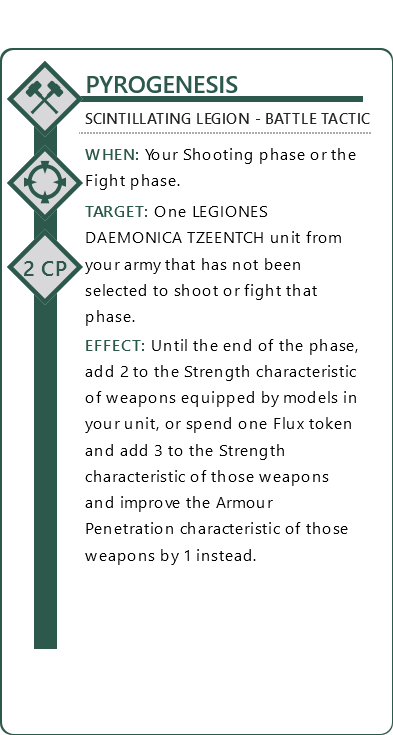 PYROGENESIS
SCINTILLATING LEGION - BATTLE TACTIC
WHEN: Your Shooting phase or the
Fight phase.
TARGET: One LEGIONES
DAEMONICA TZEENTCH unit from
your army that has not been
selected to shoot or fight that
phase.
2 CP
EFFECT: Until the end of the phase,
add 2 to the Strength characteristic
of weapons equipped by models in
your unit, or spend one Flux token
and add 3 to the Strength
characteristic of those weapons
and improve the Armour
Penetration characteristic of those
weapons by 1 instead.